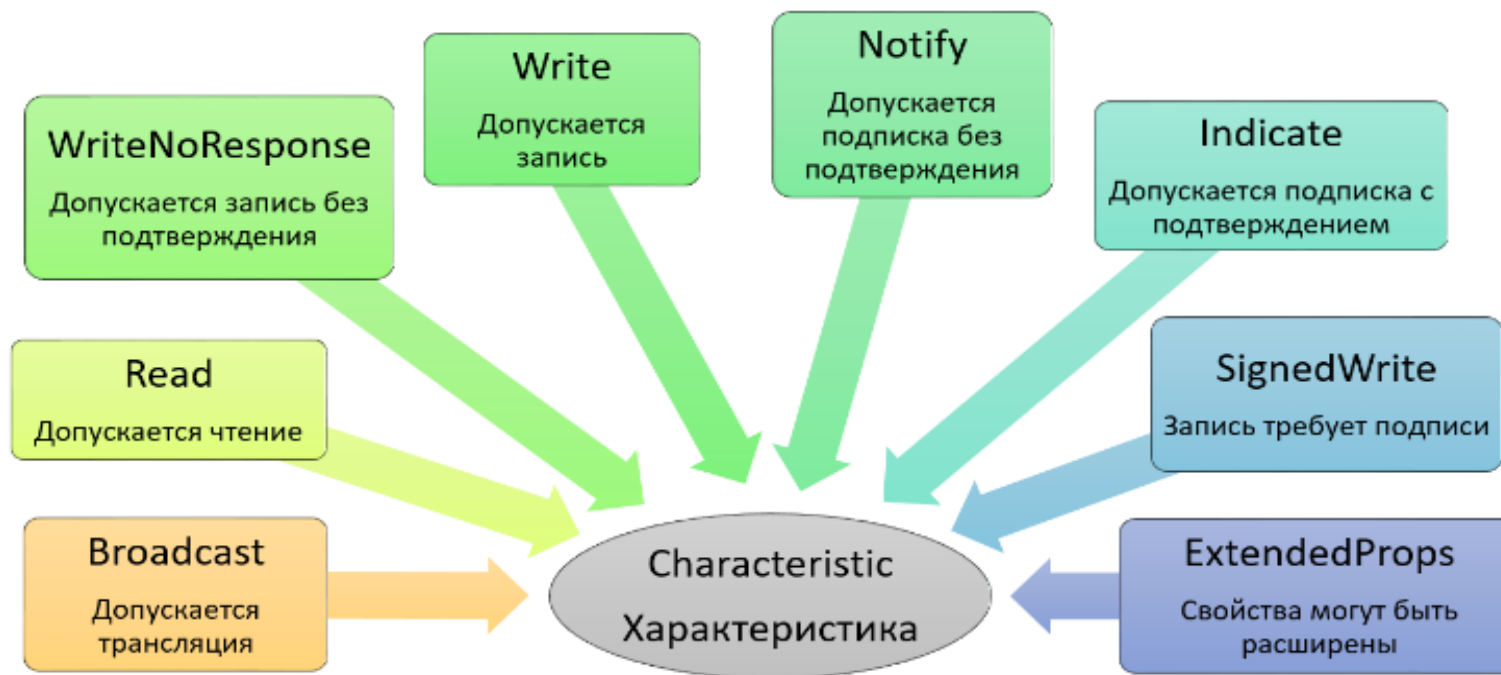 Write
Допускается
запись
Notify
Допускается
подписка без
подтверждения
WriteNoResponse
Допускается запись без
подтверждения
Indicate
Допускается подписка с
подтверждением
Read
Допускается чтение
SignedWrite
Запись требует подписи
Broadcast
Допускается
трансляция
Characteristic
Характеристика
ExtendedProps
Свойства могут быть
расширены